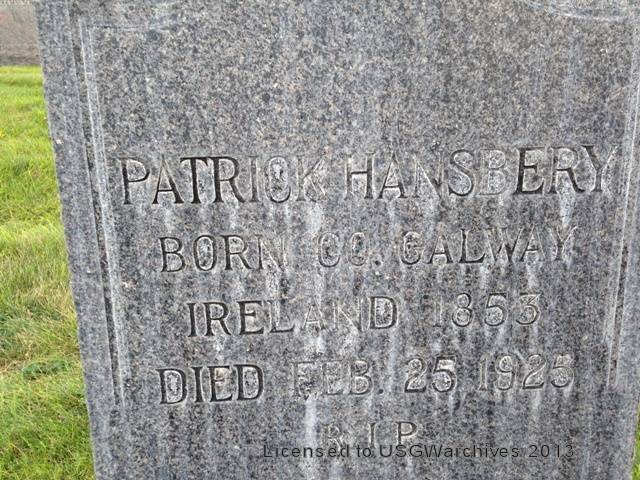 PATRICK HANSBERY
BORN CO. GALWAY
IRELAND 1853
DIED FEB. 25 1925
R.I.P.
Licensed to USGWarchives 2013